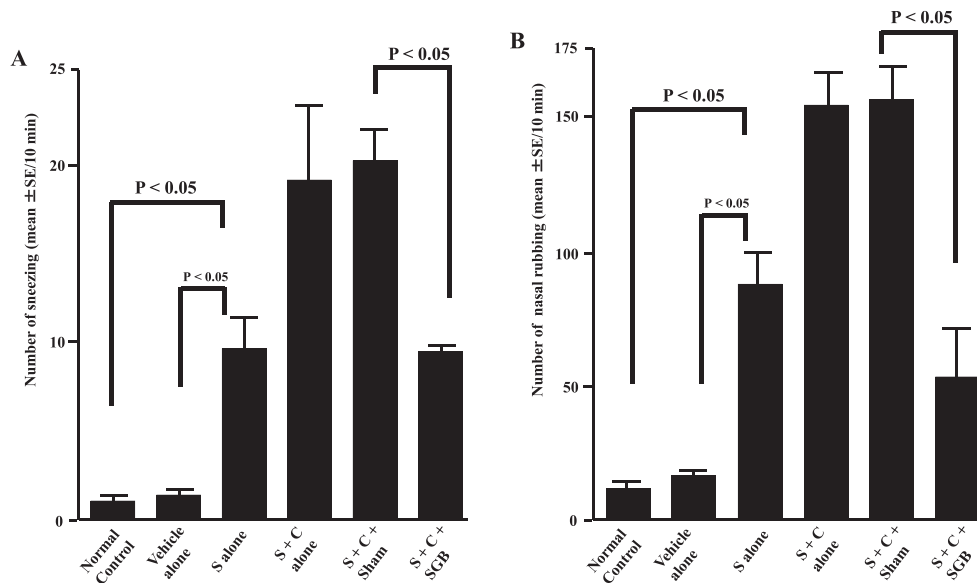 A
Number of sneezing (mean ±SE/10 min)
25
20
10
0
P < 0.05
P < 0.05
P < 0.05
Normal
Control
Vehicle
alone
S alone
S + C
alone
S + C +
Sham
S + C +
SGB
B
Number of nasal rubbing (mean ±SE/10 min)
175
150
100
50
0
P < 0.05
P < 0.05
P < 0.05
Normal
Control
Vehicle
alone
S alone
S + C
alone
S + C +
Sham
S + C +
SGB